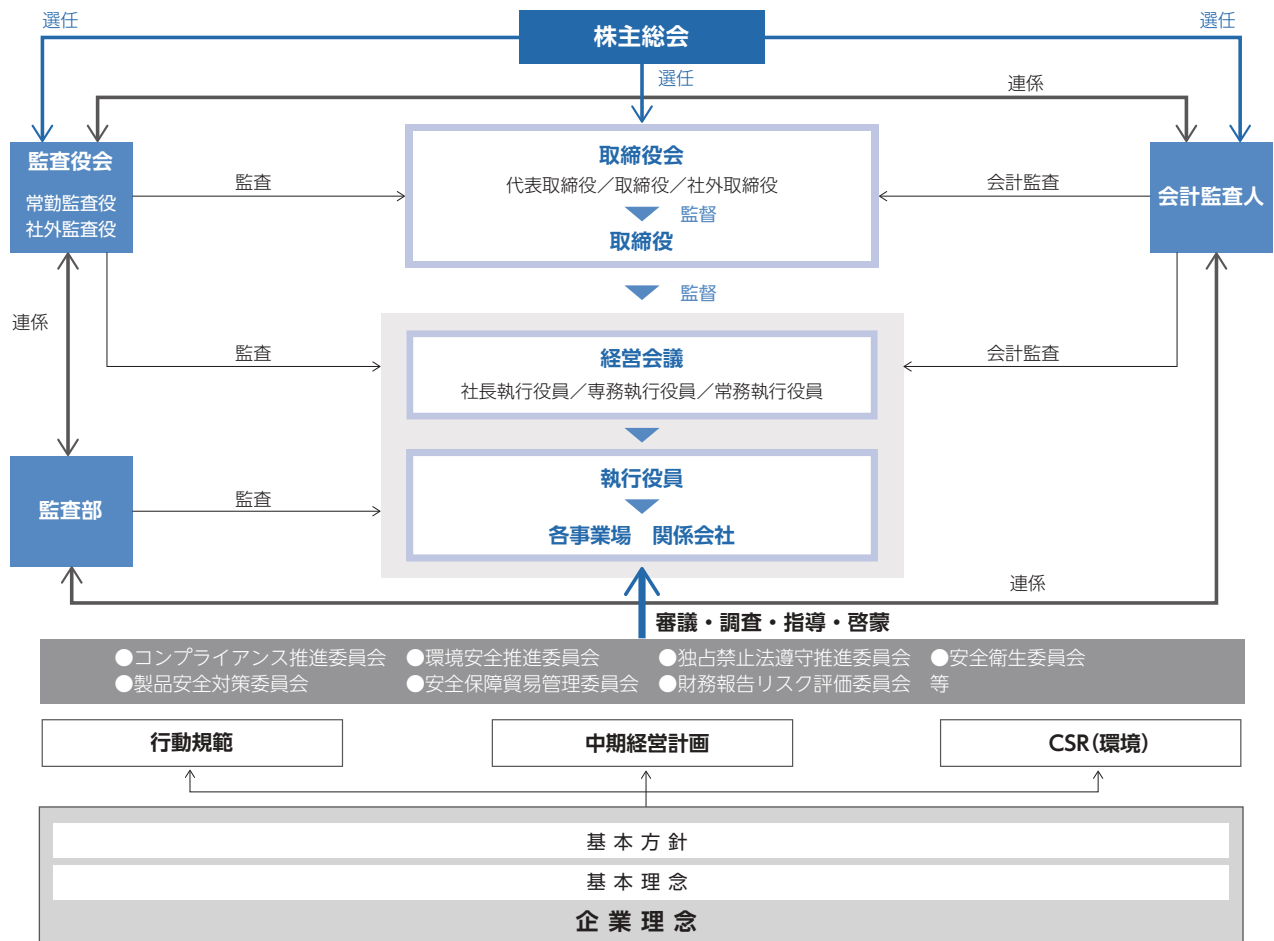 選任
株主総会
選任
選任
連係
監査役会
常勤監査役
社外監査役
監査
取締役会
代表取締役／取締役／社外取締役
監督
取締役
会計監査
会計監査人
監督
連係
監査
経営会議
社長執行役員／専務執行役員／常務執行役員
会計監査
監査部
監査
執行役員
各事業場　関係会社
連係
審議・調査・指導・啓蒙
●コンプライアンス推進委員会 ●環境安全推進委員会 ●独占禁止法遵守推進委員会 ●安全衛生委員会
●製品安全対策委員会 ●安全保障貿易管理委員会 ●財務報告リスク評価委員会 等
行動規範
中期経営計画
CSR(環境)
基本方針
基本理念
企業理念